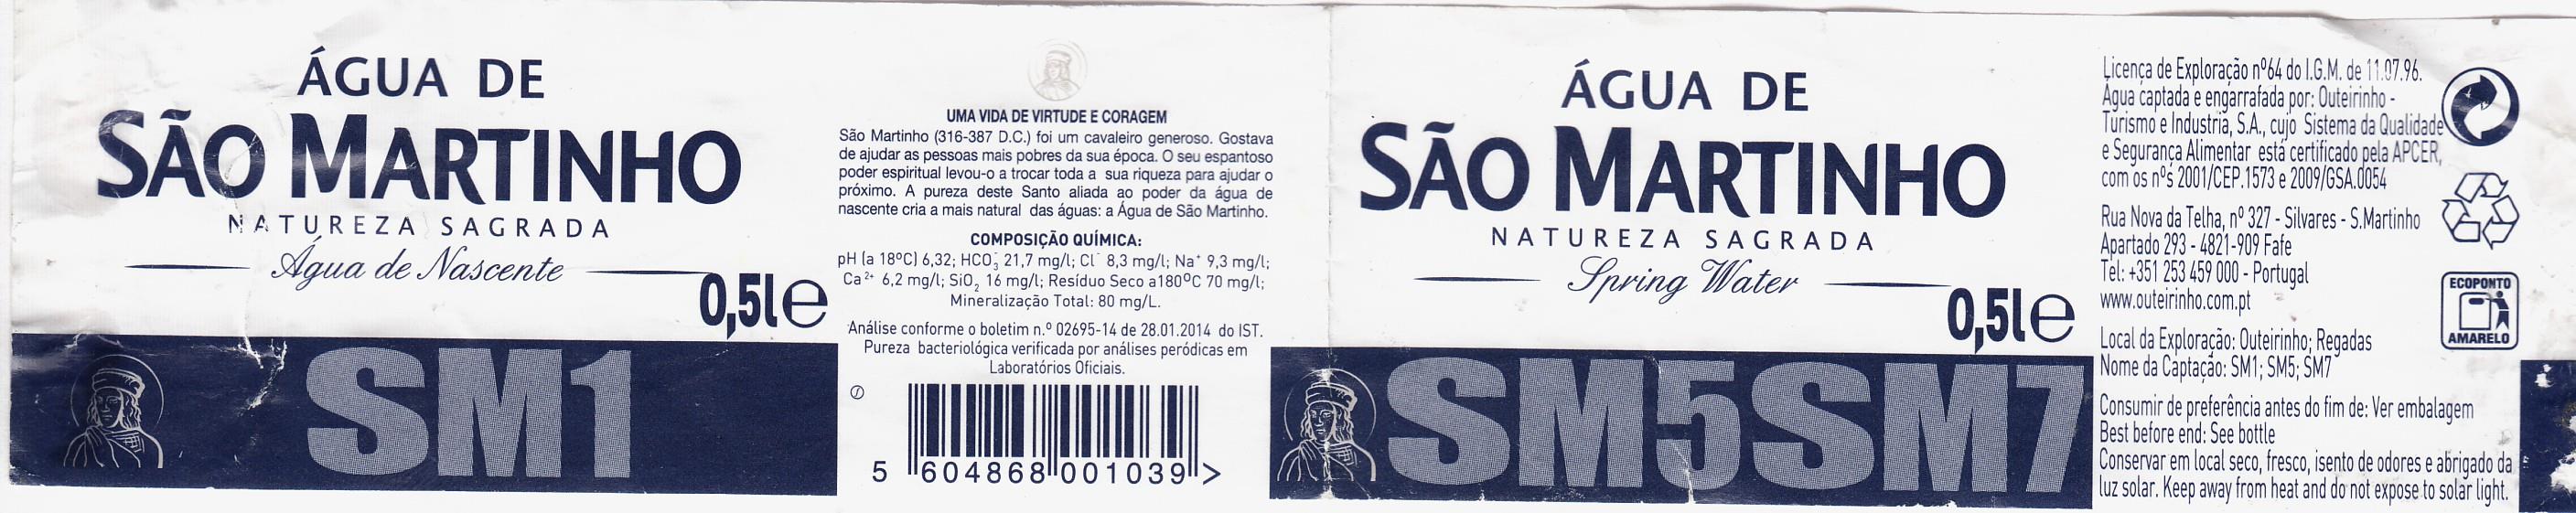 ÁGUA DE
SÃO MARTINHO
NATUREZA SAGRADA
Água de Nascente
0,5l e
SM1
UMA VIDA DE VIRTUDE E CORAGEM
São Martinho (316-387 D.C.) foi um cavaleiro generoso. Gostava
de ajudar as pessoas mais pobres da sua época. O seu espantoso
poder espiritual levou-o a trocar toda a sua riqueza para ajudar o
próximo. A pureza deste Santo aliada ao poder da água de
nascente cria a mais natural das águas: a Água de São Martinho.
COMPOSIÇÃO QUÍMICA:
pH (a 18ºC) 6,32; HCO₃⁻ 21,7 mg/l; Cl⁻ 8,3 mg/l; Na⁺ 9,3 mg/l;
Ca²⁺ 6,2 mg/l; SiO₂ 16 mg/l; Resíduo Seco a180ºC 70 mg/l;
Mineralização Total: 80 mg/L.
Análise conforme o boletim n.º 02695-14 de 28.01.2014 do IST.
Pureza bacteriológica verificada por análises peródicas em
Laboratórios Oficiais.
5 604868 001039 >
ÁGUA DE
SÃO MARTINHO
NATUREZA SAGRADA
Spring Water
0,5l e
SM5SM7
Licença de Exploração nº64 do I.G.M. de 11.07.96.
Água captada e engarrafada por: Outeirinho -
Turismo e Industria, S.A., cujo Sistema da Qualidade
e Segurança Alimentar está certificado pela APCER,
com os nºs 2001/CEP.1573 e 2009/GSA.0054
Rua Nova da Telha, nº 327 - Silvares - S.Martinho
Apartado 293 - 4821-909 Fafe
Tel: +351 253 459 000 - Portugal
www.outeirinho.com.pt
Local da Exploração: Outeirinho; Regadas
Nome da Captação: SM1; SM5; SM7
Consumir de preferência antes do fim de: Ver embalagem
Best before end: See bottle
Conservar em local seco, fresco, isento de odores e abrigado da
luz solar. Keep away from heat and do not expose to solar light.
ECOPONTO
AMARELO